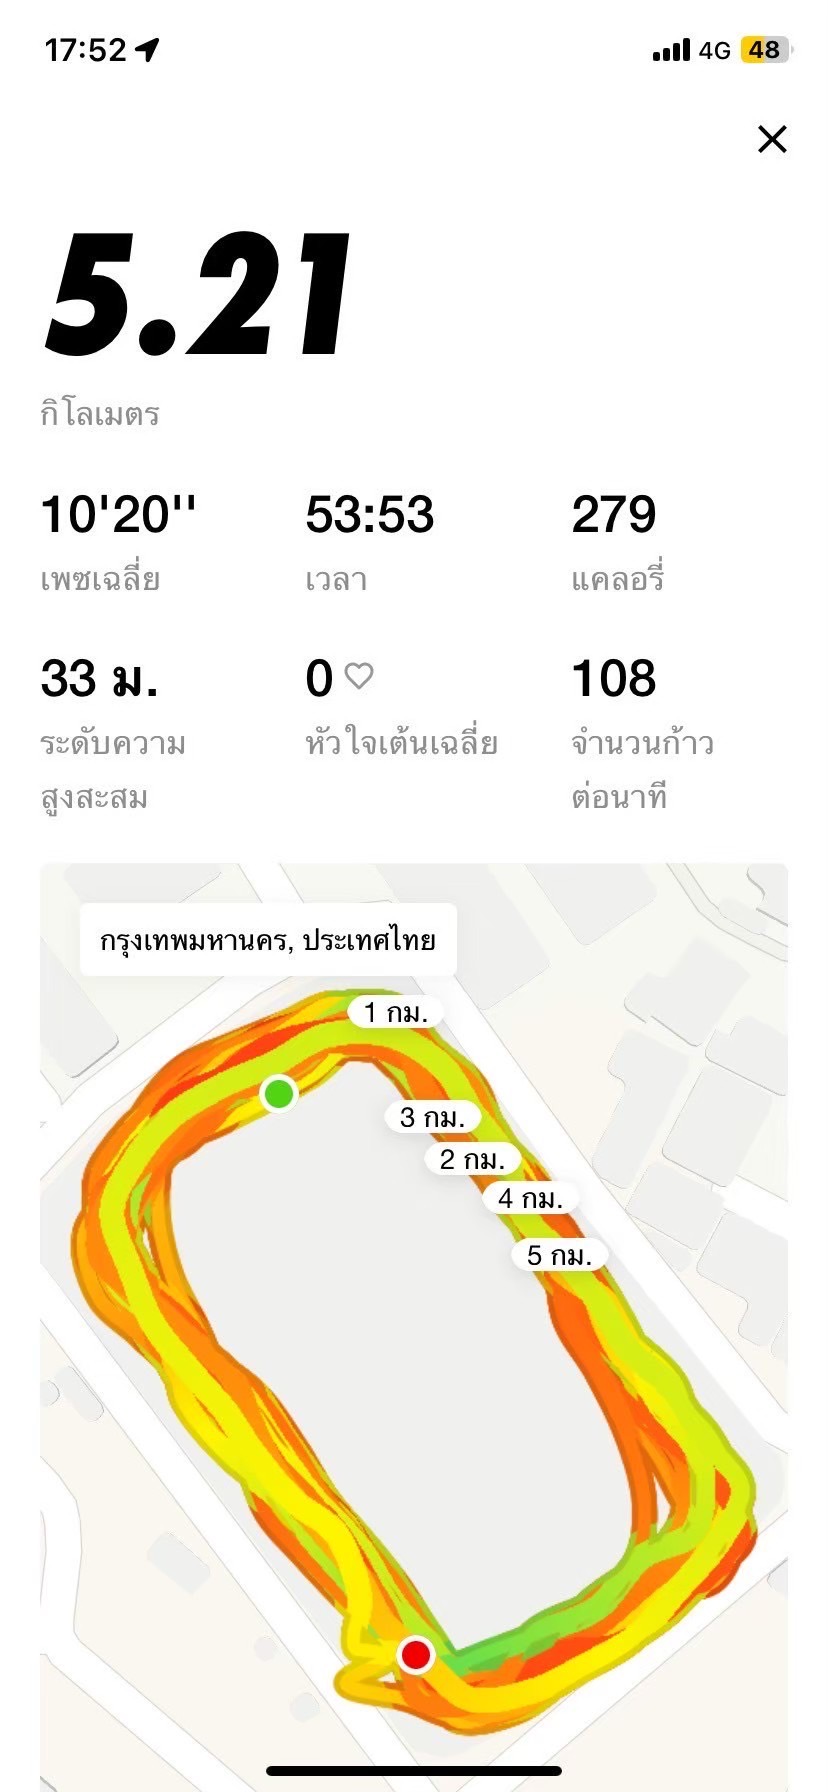 17:52 4G 48
5.21
กิโลเมตร
10'20'' 53:53 279
เพซเฉลี่ย เวลา แคลอรี่
33 ม. 0 108
ระดับความ หัวใจเต้นเฉลี่ย จำนวนก้าว
สูงสะสม ต่อนาที
กรุงเทพมหานคร, ประเทศไทย
1 กม.
3 กม.
2 กม.
4 กม.
5 กม.